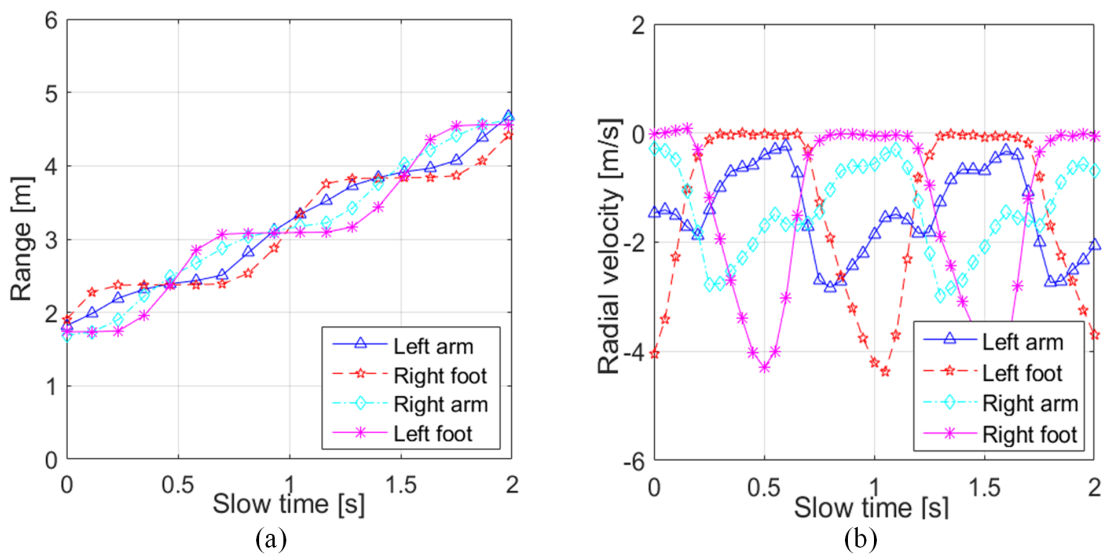 6
5
4
3
2
1
0
Range [m]
0 0.5 1 1.5 2
Slow time [s]
Left arm
Right foot
Right arm
Left foot
(a)
2
0
-2
-4
-6
Radial velocity [m/s]
0 0.5 1 1.5 2
Slow time [s]
Left arm
Left foot
Right arm
Right foot
(b)